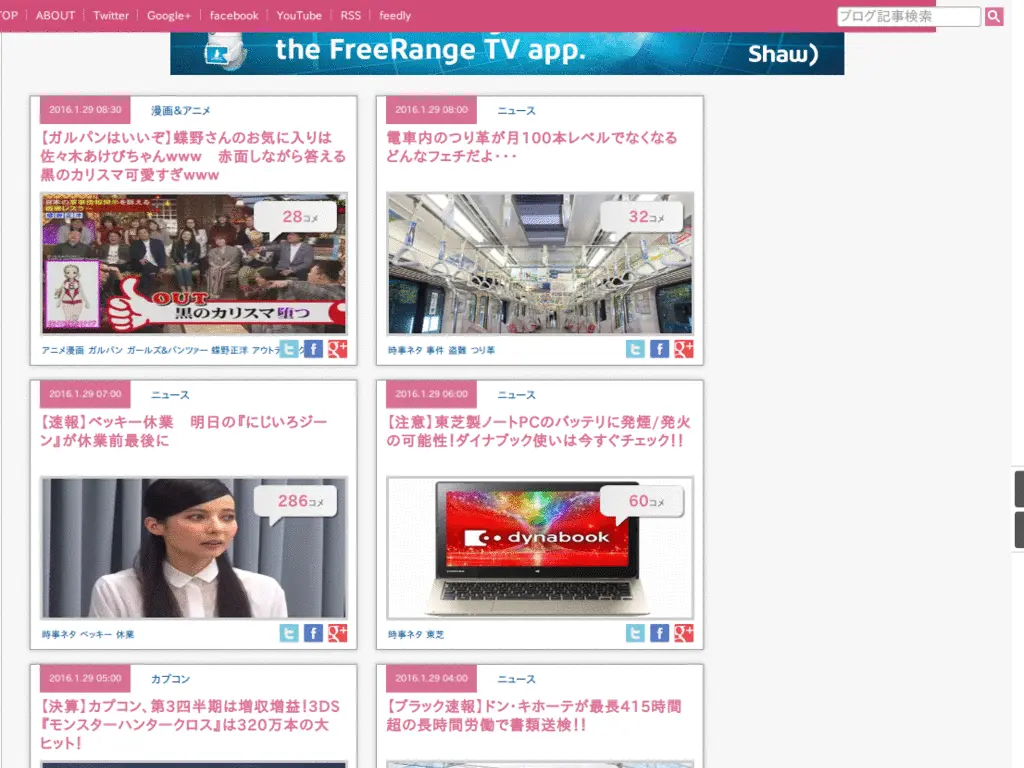 TOP ABOUT Twitter Google+ facebook YouTube RSS feedly
ブログ記事検索
the FreeRange TV app.
Shaw)
2016.1.29 08:30 漫画&アニメ
【ガルパンはいいぞ】蝶野さんのお気に入りは
佐々木あけびちゃんwww 赤面しながら答える
黒のカリスマ可愛すぎwww
28コメ
OUT
黒のカリスマ堕つ
アニメ漫画 ガルパン ガールズ&パンツァー 蝶野正洋
2016.1.29 08:00 ニュース
電車内のつり革が月100本レベルでなくなる
どんなフェチだよ・・・
32コメ
時事ネタ 事件 盗難 つり革
2016.1.29 07:00 ニュース
【速報】ベッキー休業 明日の『にじいろジー
ン』が休業前最後に
286コメ
時事ネタ ベッキー 休業
2016.1.29 06:00 ニュース
【注意】東芝製ノートPCのバッテリに発煙/発火
の可能性!ダイナブック使いは今すぐチェック!!
60コメ
dynabook
時事ネタ 東芝
2016.1.29 05:00 カプコン
【決算】カプコン、第3四半期は増収増益!3DS
『モンスターハンタークロス』は320万本の大
ヒット!
2016.1.29 04:00 ニュース
【ブラック速報】ドン・キホーテが最長415時間
超の長時間労働で書類送検!!